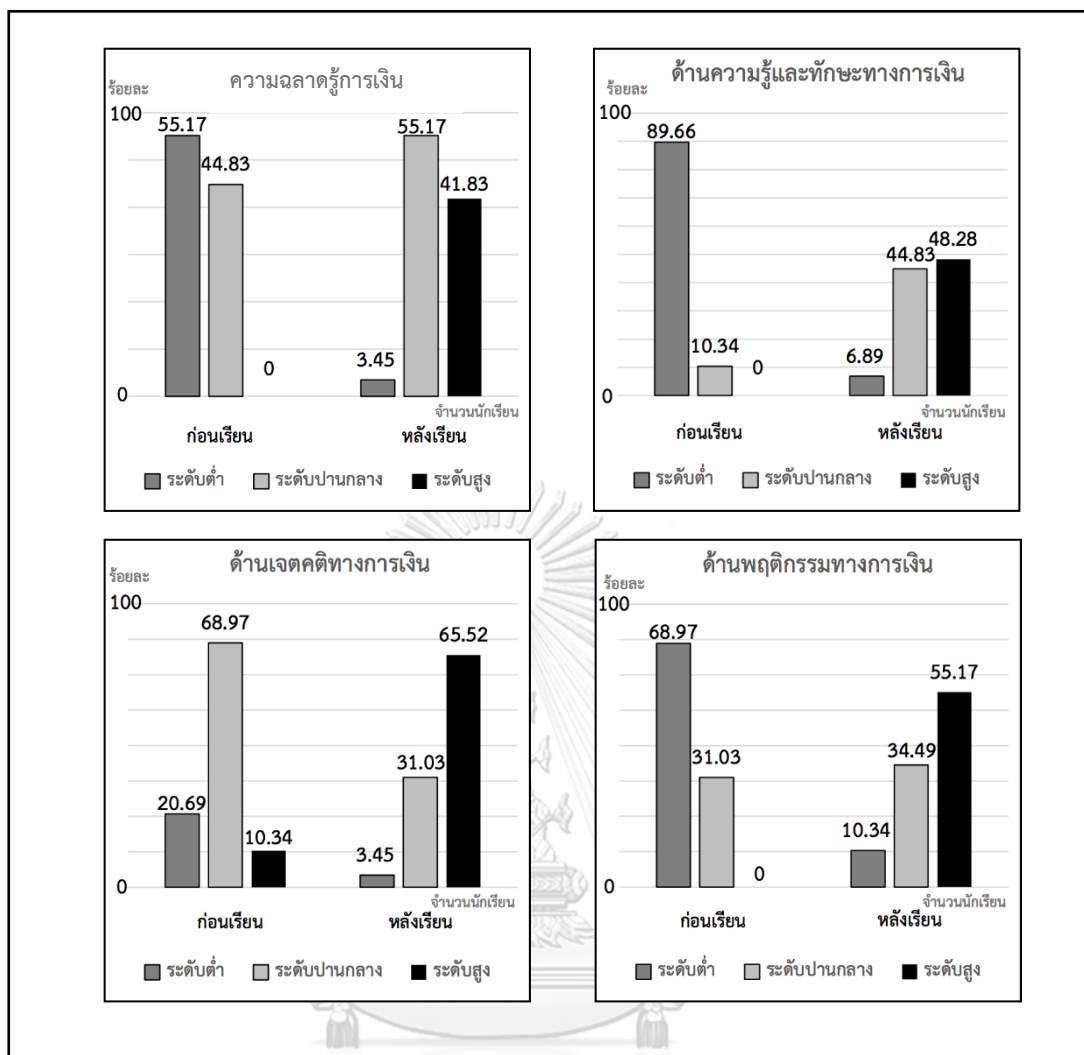 ความฉลาดรู้การเงิน
ร้อยละ
100
55.17
44.83
0
3.45
55.17
41.83
0
จำนวนนักเรียน
ก่อนเรียน
หลังเรียน
ระดับต่ำ ระดับปานกลาง ระดับสูง
ด้านความรู้และทักษะทางการเงิน
ร้อยละ
100
89.66
10.34
0
6.89
44.83
48.28
0
จำนวนนักเรียน
ก่อนเรียน
หลังเรียน
ระดับต่ำ ระดับปานกลาง ระดับสูง
ด้านเจตคติทางการเงิน
ร้อยละ
100
20.69
68.97
10.34
3.45
31.03
65.52
0
จำนวนนักเรียน
ก่อนเรียน
หลังเรียน
ระดับต่ำ ระดับปานกลาง ระดับสูง
ด้านพฤติกรรมทางการเงิน
ร้อยละ
100
68.97
31.03
0
10.34
34.49
55.17
0
จำนวนนักเรียน
ก่อนเรียน
หลังเรียน
ระดับต่ำ ระดับปานกลาง ระดับสูง